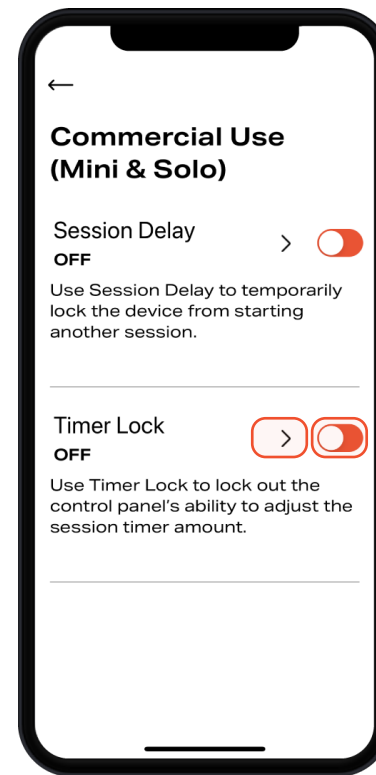 Commercial Use
(Mini & Solo)
Session Delay
OFF
Use Session Delay to temporarily
lock the device from starting
another session.
Timer Lock
OFF
Use Timer Lock to lock out the
control panel's ability to adjust the
session timer amount.